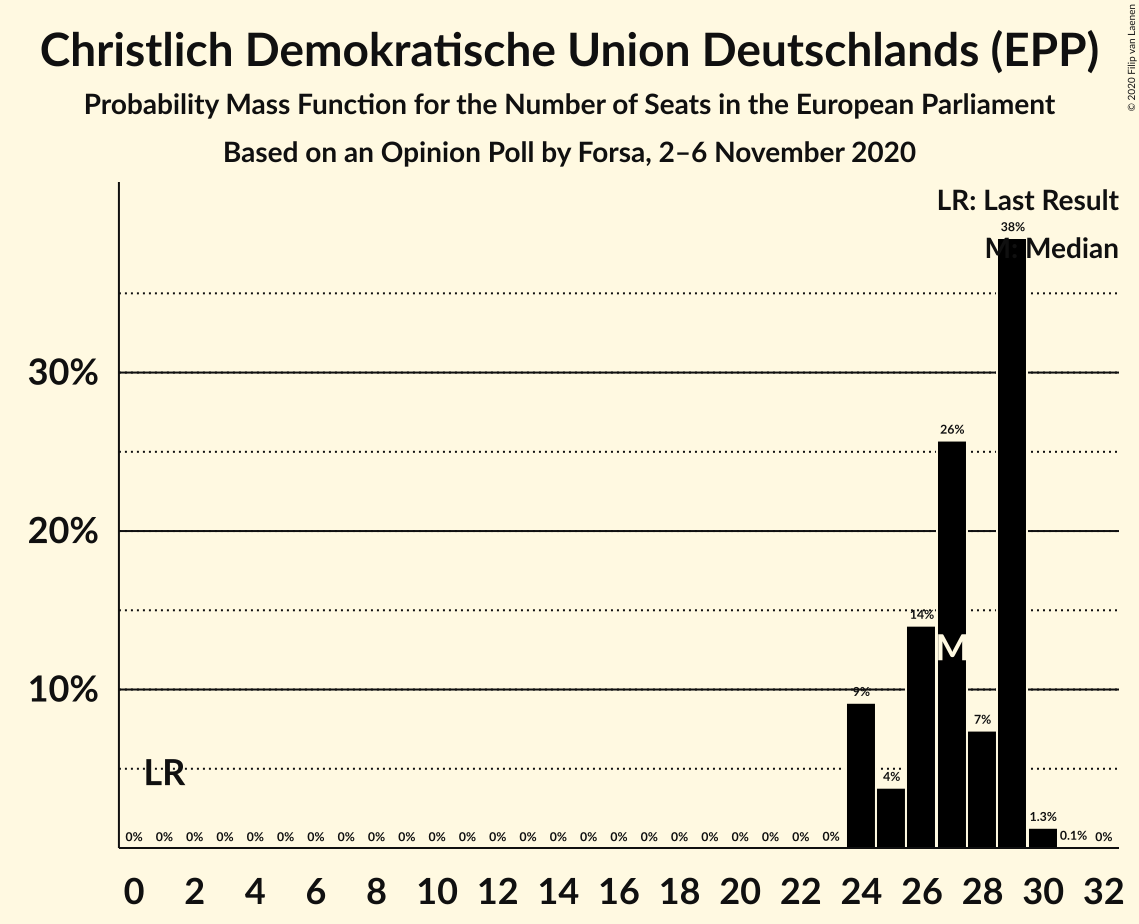 Christlich Demokratische Union Deutschlands (EPP)
Probability Mass Function for the Number of Seats in the European Parliament
Based on an Opinion Poll by Forsa, 2–6 November 2020
© 2020 Filip van Laenen
LR: Last Result
M: Median
38%
30%
26%
20%
14%
M
10%
9%
7%
LR
4%
1.3%
0% 0% 0% 0% 0% 0% 0% 0% 0% 0% 0% 0% 0% 0% 0% 0% 0% 0% 0% 0% 0% 0% 0% 0% 0.1% 0%
0 2 4 6 8 10 12 14 16 18 20 22 24 26 28 30 32